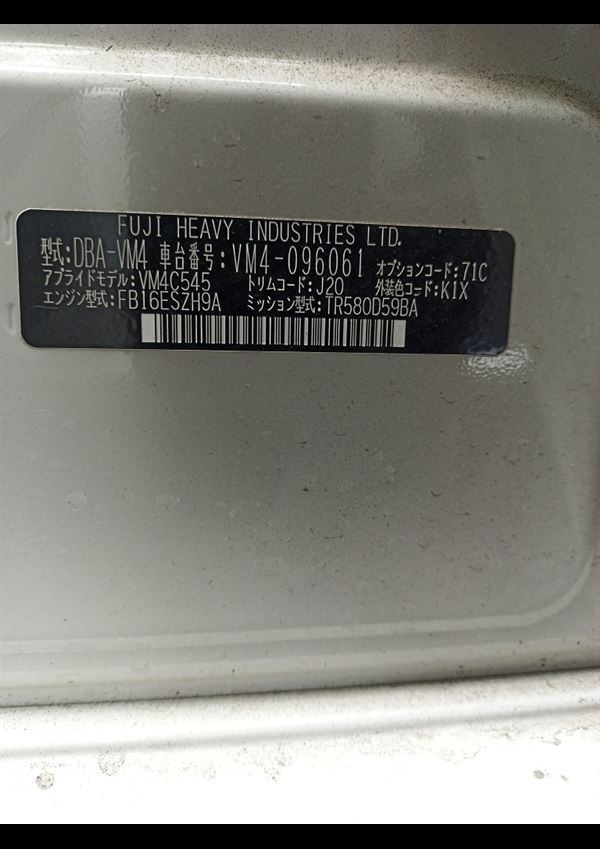 FUJI HEAVY INDUSTRIES LTD.
型式:DBA-VM4 車台番号:VM4-096061 オプションコード:71C
アプライドモデル:VM4C545 トリムコード:J20 外装色コード:K1X
エンジン型式:FB16ESZH9A ミッション型式:TR580D59BA